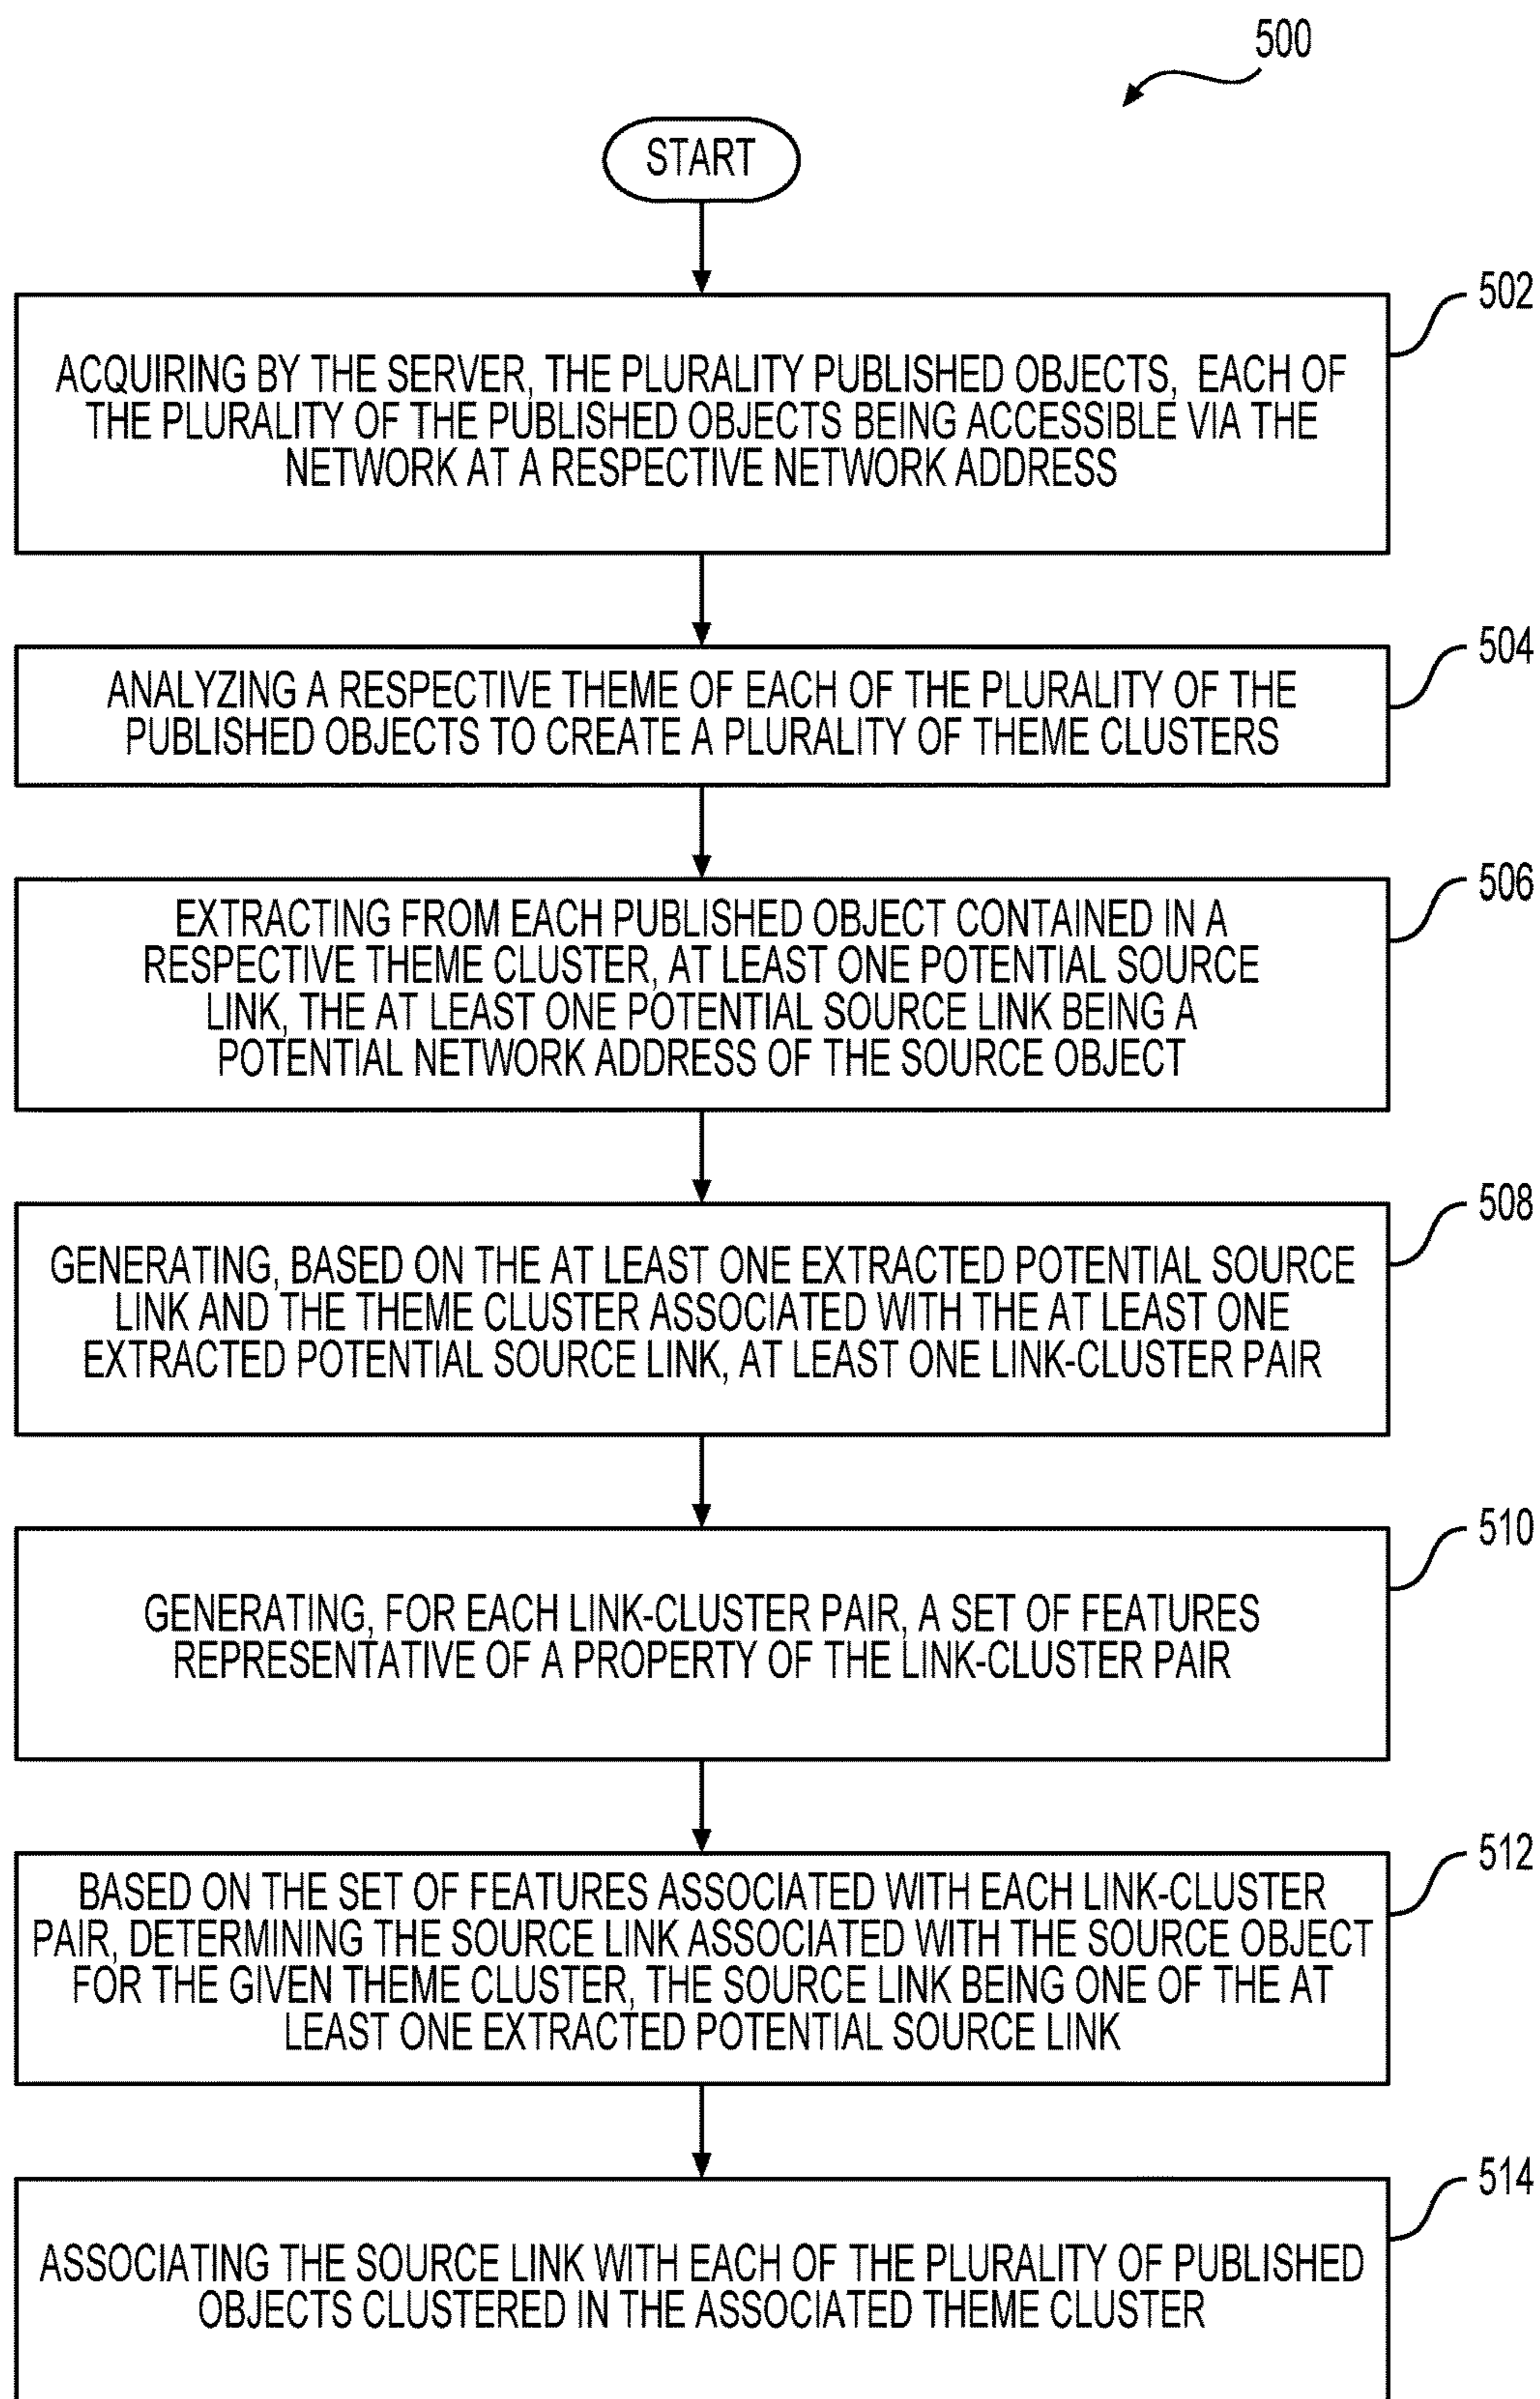 500
START
502
ACQUIRING BY THE SERVER, THE PLURALITY PUBLISHED OBJECTS, EACH OF
THE PLURALITY OF THE PUBLISHED OBJECTS BEING ACCESSIBLE VIA THE
NETWORK AT A RESPECTIVE NETWORK ADDRESS
504
ANALYZING A RESPECTIVE THEME OF EACH OF THE PLURALITY OF THE
PUBLISHED OBJECTS TO CREATE A PLURALITY OF THEME CLUSTERS
506
EXTRACTING FROM EACH PUBLISHED OBJECT CONTAINED IN A
RESPECTIVE THEME CLUSTER, AT LEAST ONE POTENTIAL SOURCE
LINK, THE AT LEAST ONE POTENTIAL SOURCE LINK BEING A
POTENTIAL NETWORK ADDRESS OF THE SOURCE OBJECT
508
GENERATING, BASED ON THE AT LEAST ONE EXTRACTED POTENTIAL SOURCE
LINK AND THE THEME CLUSTER ASSOCIATED WITH THE AT LEAST ONE
EXTRACTED POTENTIAL SOURCE LINK, AT LEAST ONE LINK-CLUSTER PAIR
510
GENERATING, FOR EACH LINK-CLUSTER PAIR, A SET OF FEATURES
REPRESENTATIVE OF A PROPERTY OF THE LINK-CLUSTER PAIR
512
BASED ON THE SET OF FEATURES ASSOCIATED WITH EACH LINK-CLUSTER
PAIR, DETERMINING THE SOURCE LINK ASSOCIATED WITH THE SOURCE OBJECT
FOR THE GIVEN THEME CLUSTER, THE SOURCE LINK BEING ONE OF THE AT
LEAST ONE EXTRACTED POTENTIAL SOURCE LINK
514
ASSOCIATING THE SOURCE LINK WITH EACH OF THE PLURALITY OF PUBLISHED
OBJECTS CLUSTERED IN THE ASSOCIATED THEME CLUSTER